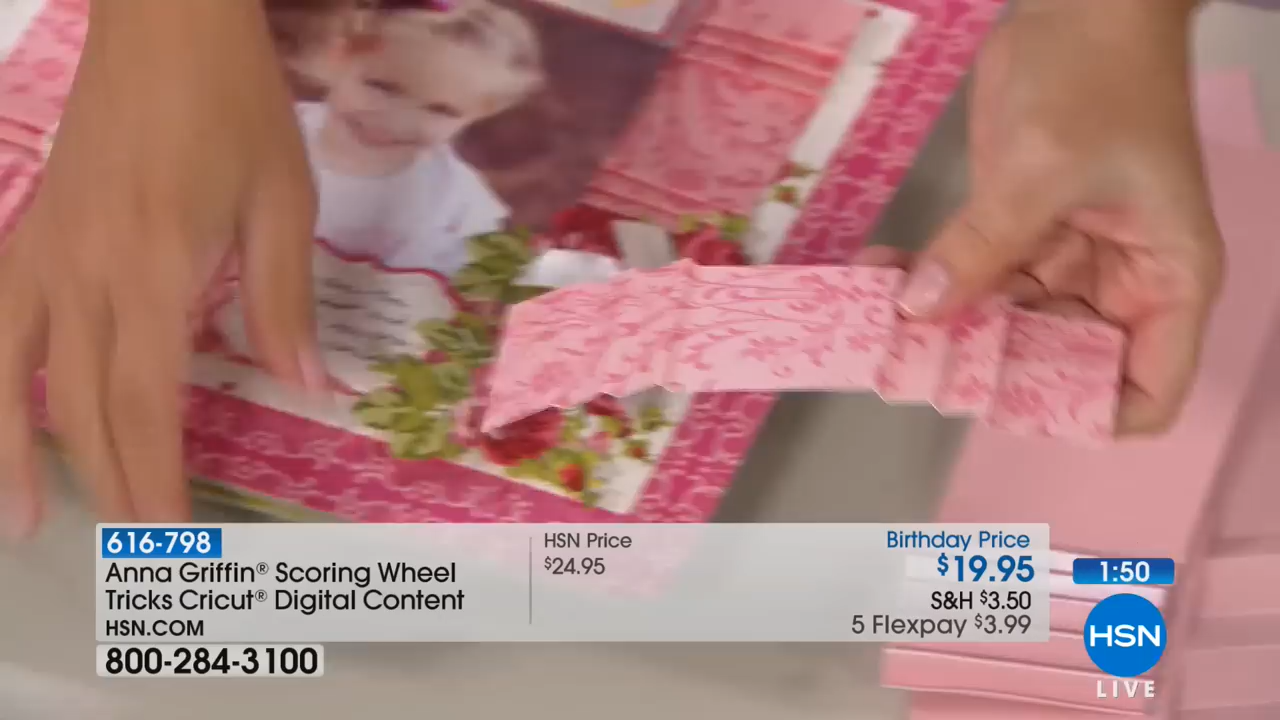 616-798
Anna Griffin® Scoring Wheel
Tricks Cricut® Digital Content
HSN.COM
800-284-3100
HSN Price
$24.95
Birthday Price
$19.95
S&H $3.50
5 Flexpay $3.99
1:50
HSN
LIVE